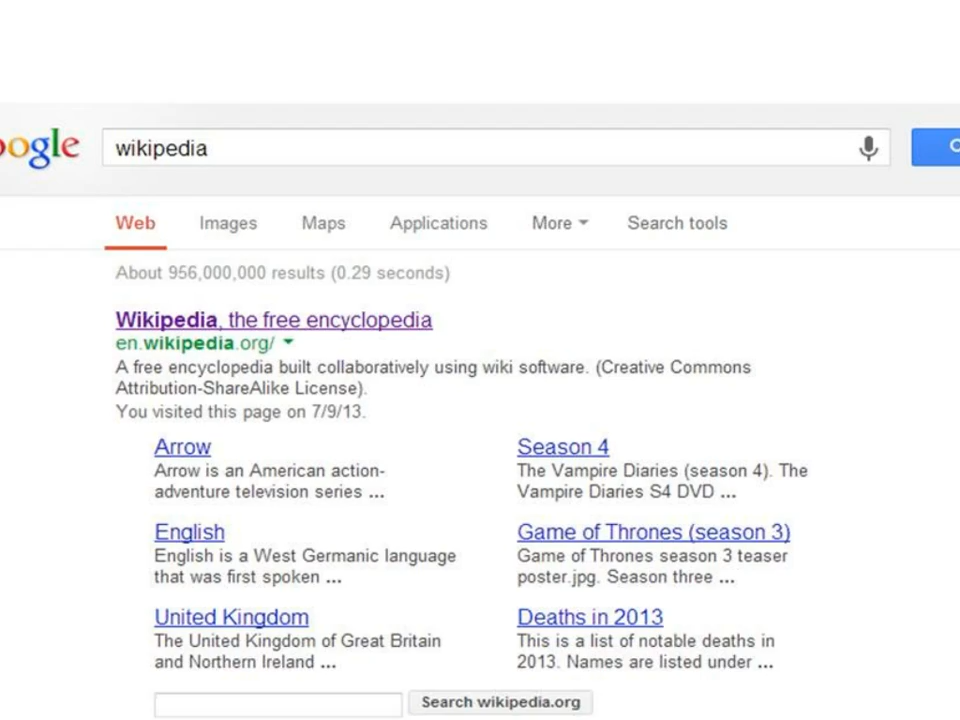 ogle
wikipedia
Web Images Maps Applications More Search tools
About 956,000,000 results (0.29 seconds)
Wikipedia, the free encyclopedia
en.wikipedia.org/
A free encyclopedia built collaboratively using wiki software. (Creative Commons
Attribution-ShareAlike License).
You visited this page on 7/9/13.
Arrow
Arrow is an American action-
adventure television series ...
Season 4
The Vampire Diaries (season 4). The
Vampire Diaries S4 DVD ...
English
English is a West Germanic language
that was first spoken ...
Game of Thrones (season 3)
Game of Thrones season 3 teaser
poster.jpg. Season three ...
United Kingdom
The United Kingdom of Great Britain
and Northern Ireland ...
Deaths in 2013
This is a list of notable deaths in
2013. Names are listed under ...
Search wikipedia.org